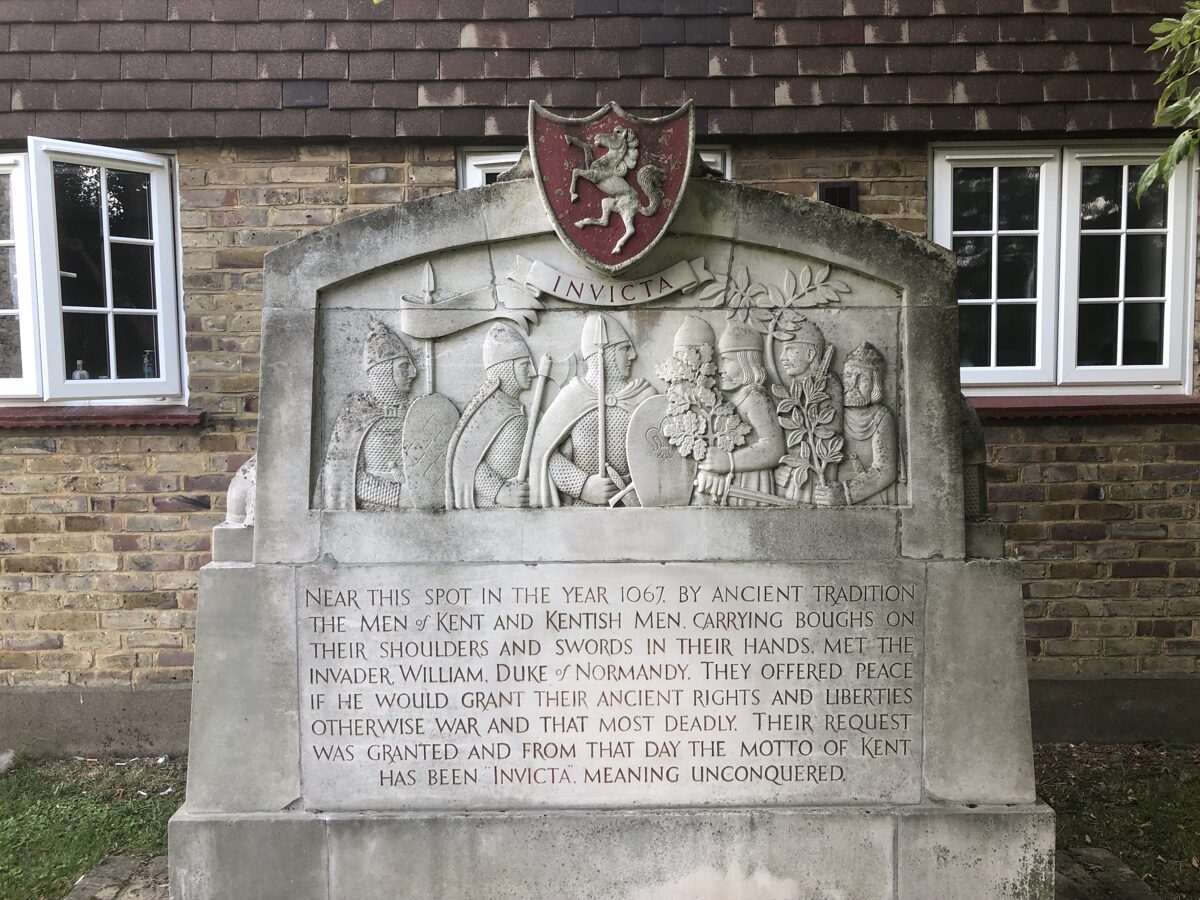 INVICTA
NEAR THIS SPOT IN THE YEAR 1067, BY ANCIENT TRADITION
THE MEN of KENT AND KENTISH MEN, CARRYING BOUGHS ON
THEIR SHOULDERS AND SWORDS IN THEIR HANDS, MET THE
INVADER, WILLIAM, DUKE of NORMANDY. THEY OFFERED PEACE
IF HE WOULD GRANT THEIR ANCIENT RIGHTS AND LIBERTIES
OTHERWISE WAR AND THAT MOST DEADLY. THEIR REQUEST
WAS GRANTED AND FROM THAT DAY THE MOTTO OF KENT
HAS BEEN "INVICTA", MEANING UNCONQUERED.